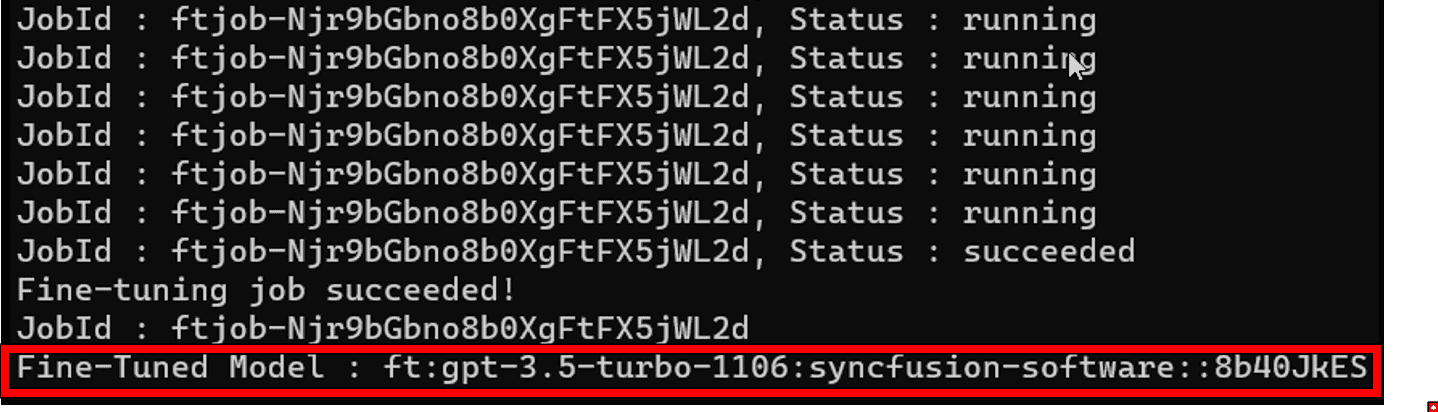 JobId : ftjob-Njr9bGbno8b0XgFtFX5jWL2d, Status : running
JobId : ftjob-Njr9bGbno8b0XgFtFX5jWL2d, Status : running
JobId : ftjob-Njr9bGbno8b0XgFtFX5jWL2d, Status : running
JobId : ftjob-Njr9bGbno8b0XgFtFX5jWL2d, Status : running
JobId : ftjob-Njr9bGbno8b0XgFtFX5jWL2d, Status : running
JobId : ftjob-Njr9bGbno8b0XgFtFX5jWL2d, Status : running
JobId : ftjob-Njr9bGbno8b0XgFtFX5jWL2d, Status : succeeded
Fine-tuning job succeeded!
JobId : ftjob-Njr9bGbno8b0XgFtFX5jWL2d
Fine-Tuned Model : ft:gpt-3.5-turbo-1106:syncfusion-software::8b40JkES